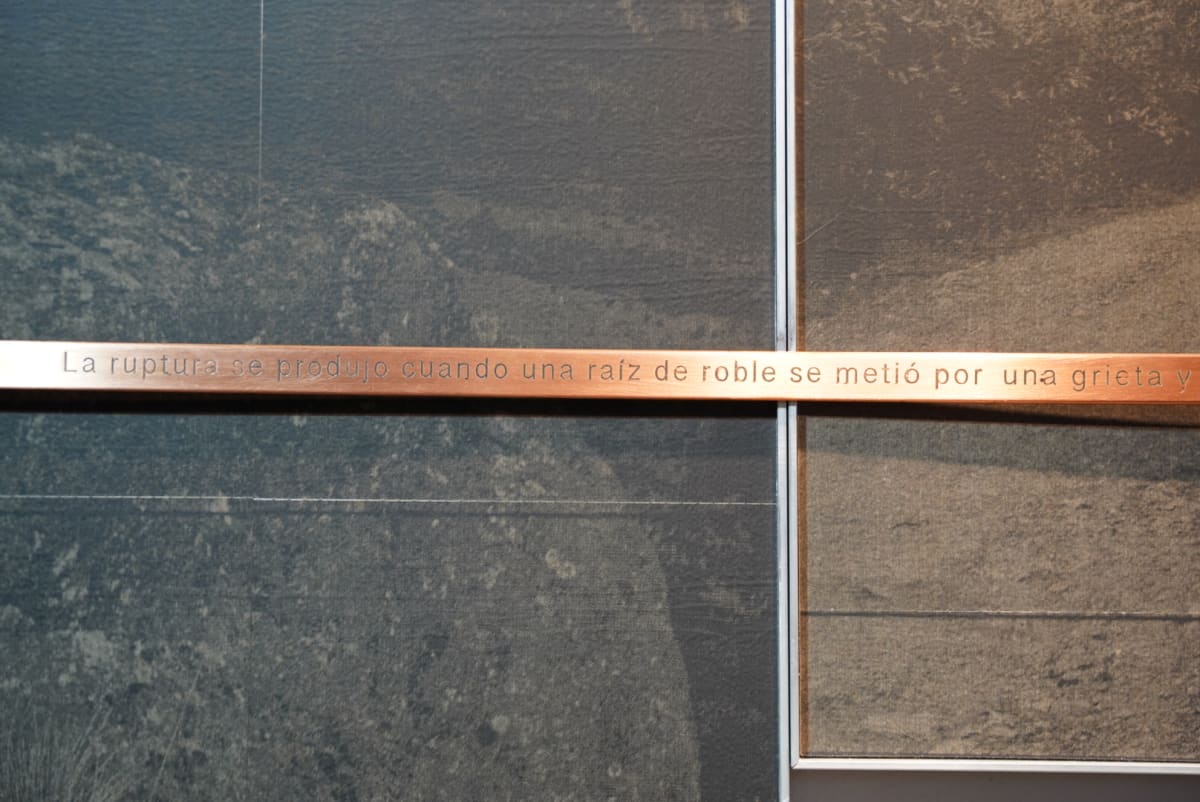 La ruptura se produjo cuando una raíz de roble se metió por una grieta y